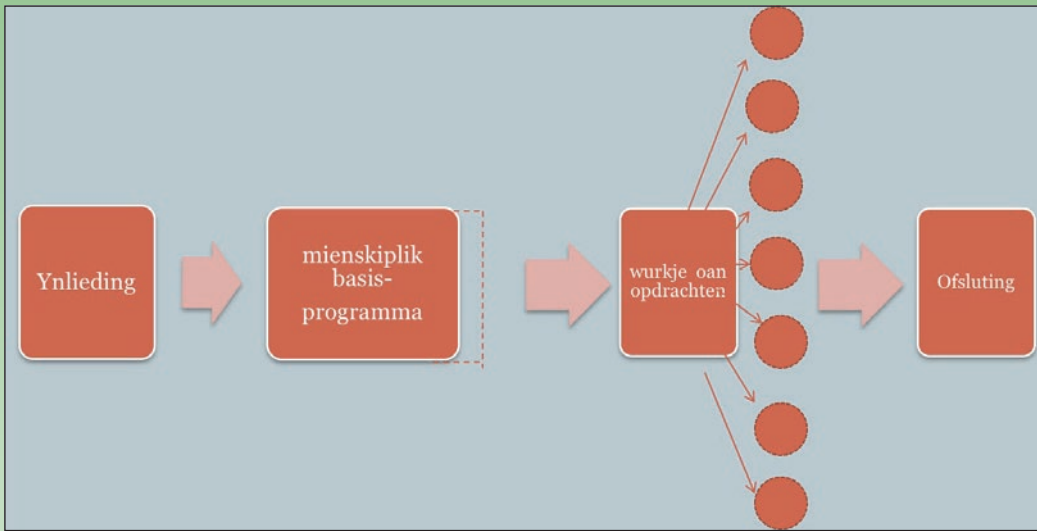 Ynlieding
mienskiplik
basis-
programma
wurkje oan
opdrachten
Ofsluting